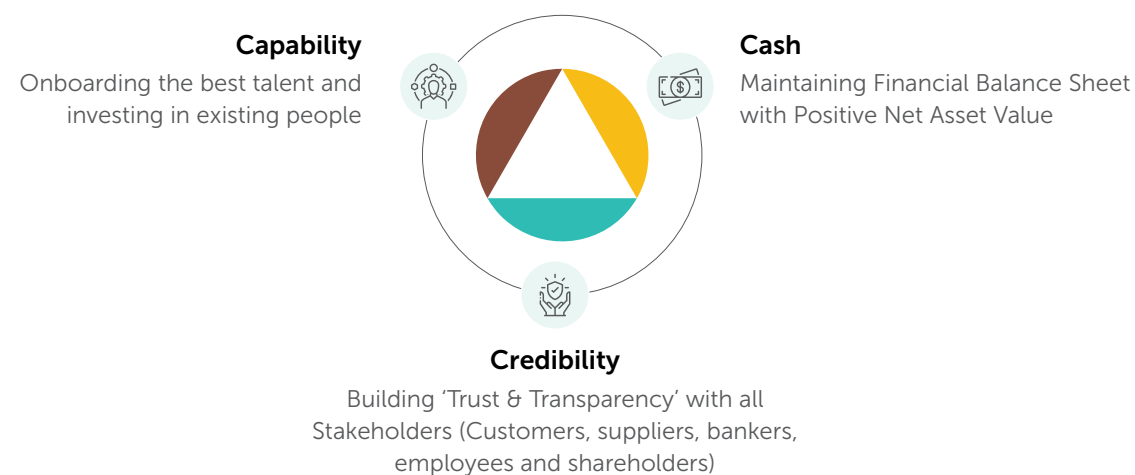 Capability
Onboarding the best talent and
investing in existing people
Cash
Maintaining Financial Balance Sheet
with Positive Net Asset Value
$
Credibility
Building ‘Trust & Transparency’ with all
Stakeholders (Customers, suppliers, bankers,
employees and shareholders)